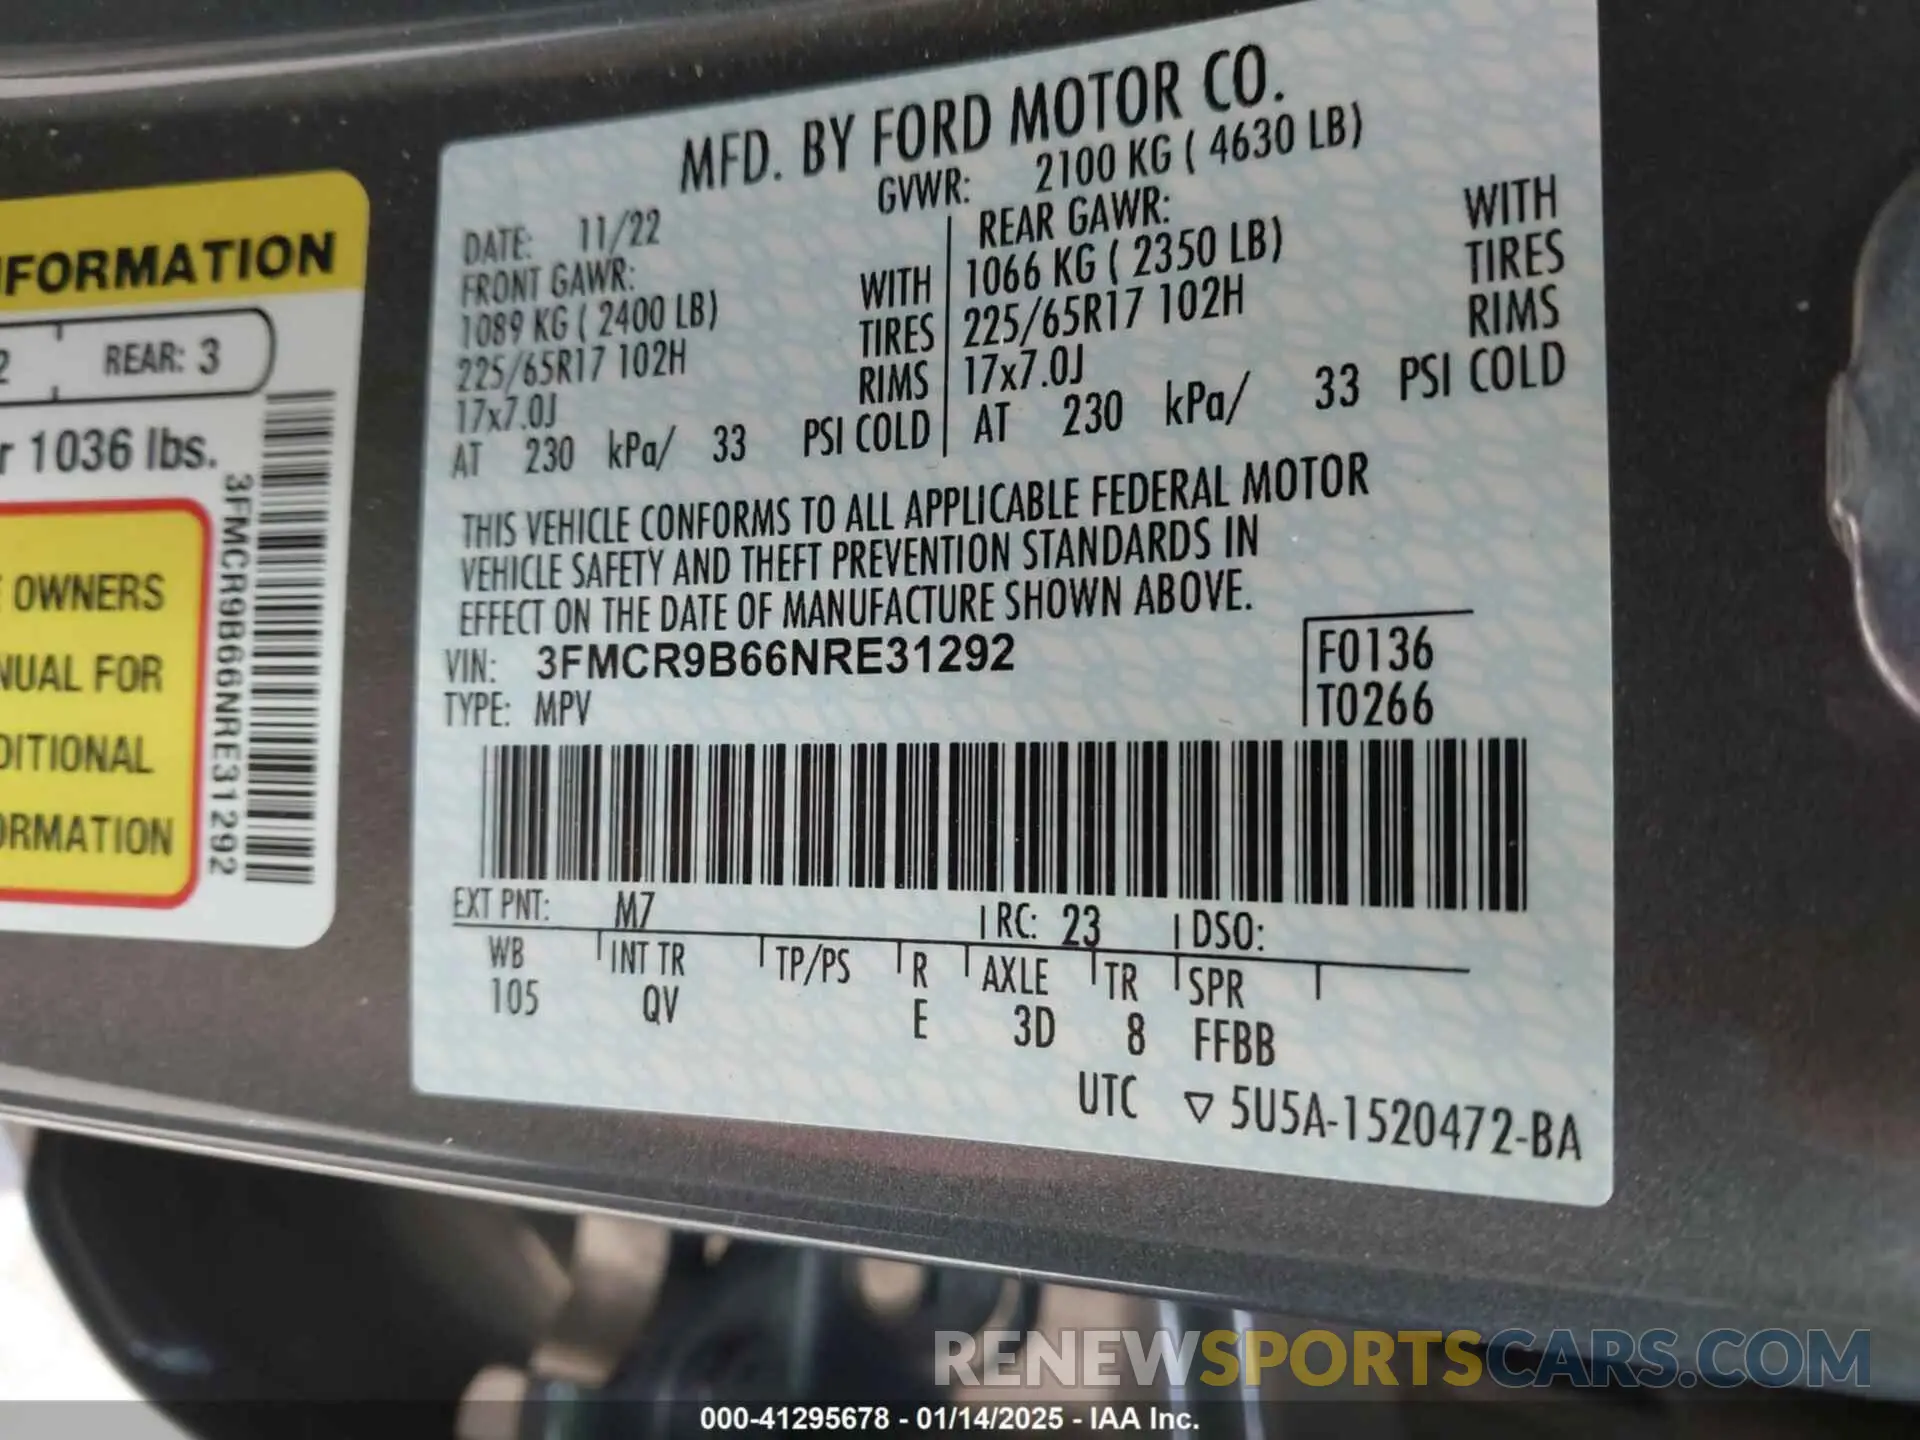 MFD. BY FORD MOTOR CO.
DATE: 11/22 GVWR: 2100 KG ( 4630 LB)
FRONT GAWR:
1089 KG ( 2400 LB) WITH
225/65R17 102H TIRES
17x7.0J RIMS
AT 230 kPa/ 33 PSI COLD
REAR GAWR: WITH
1066 KG ( 2350 LB) TIRES
225/65R17 102H RIMS
17x7.0J
AT 230 kPa/ 33 PSI COLD
THIS VEHICLE CONFORMS TO ALL APPLICABLE FEDERAL MOTOR
VEHICLE SAFETY AND THEFT PREVENTION STANDARDS IN
EFFECT ON THE DATE OF MANUFACTURE SHOWN ABOVE.
VIN: 3FMCR9B66NRE31292 F0136
TYPE: MPV T0266
EXT PNT: M7 RC: 23 DSO:
WB INT TR TP/PS R AXLE TR SPR
105 QV E 3D 8 FFBB
UTC ▽ 5U5A-1520472-BA
REAR: 3
1036 lbs.
OWNERS
FOR
3FMCR9B66NRE31292
RENEWSPORTSCARS.COM
000-41295678 - 01/14/2025 - IAA Inc.